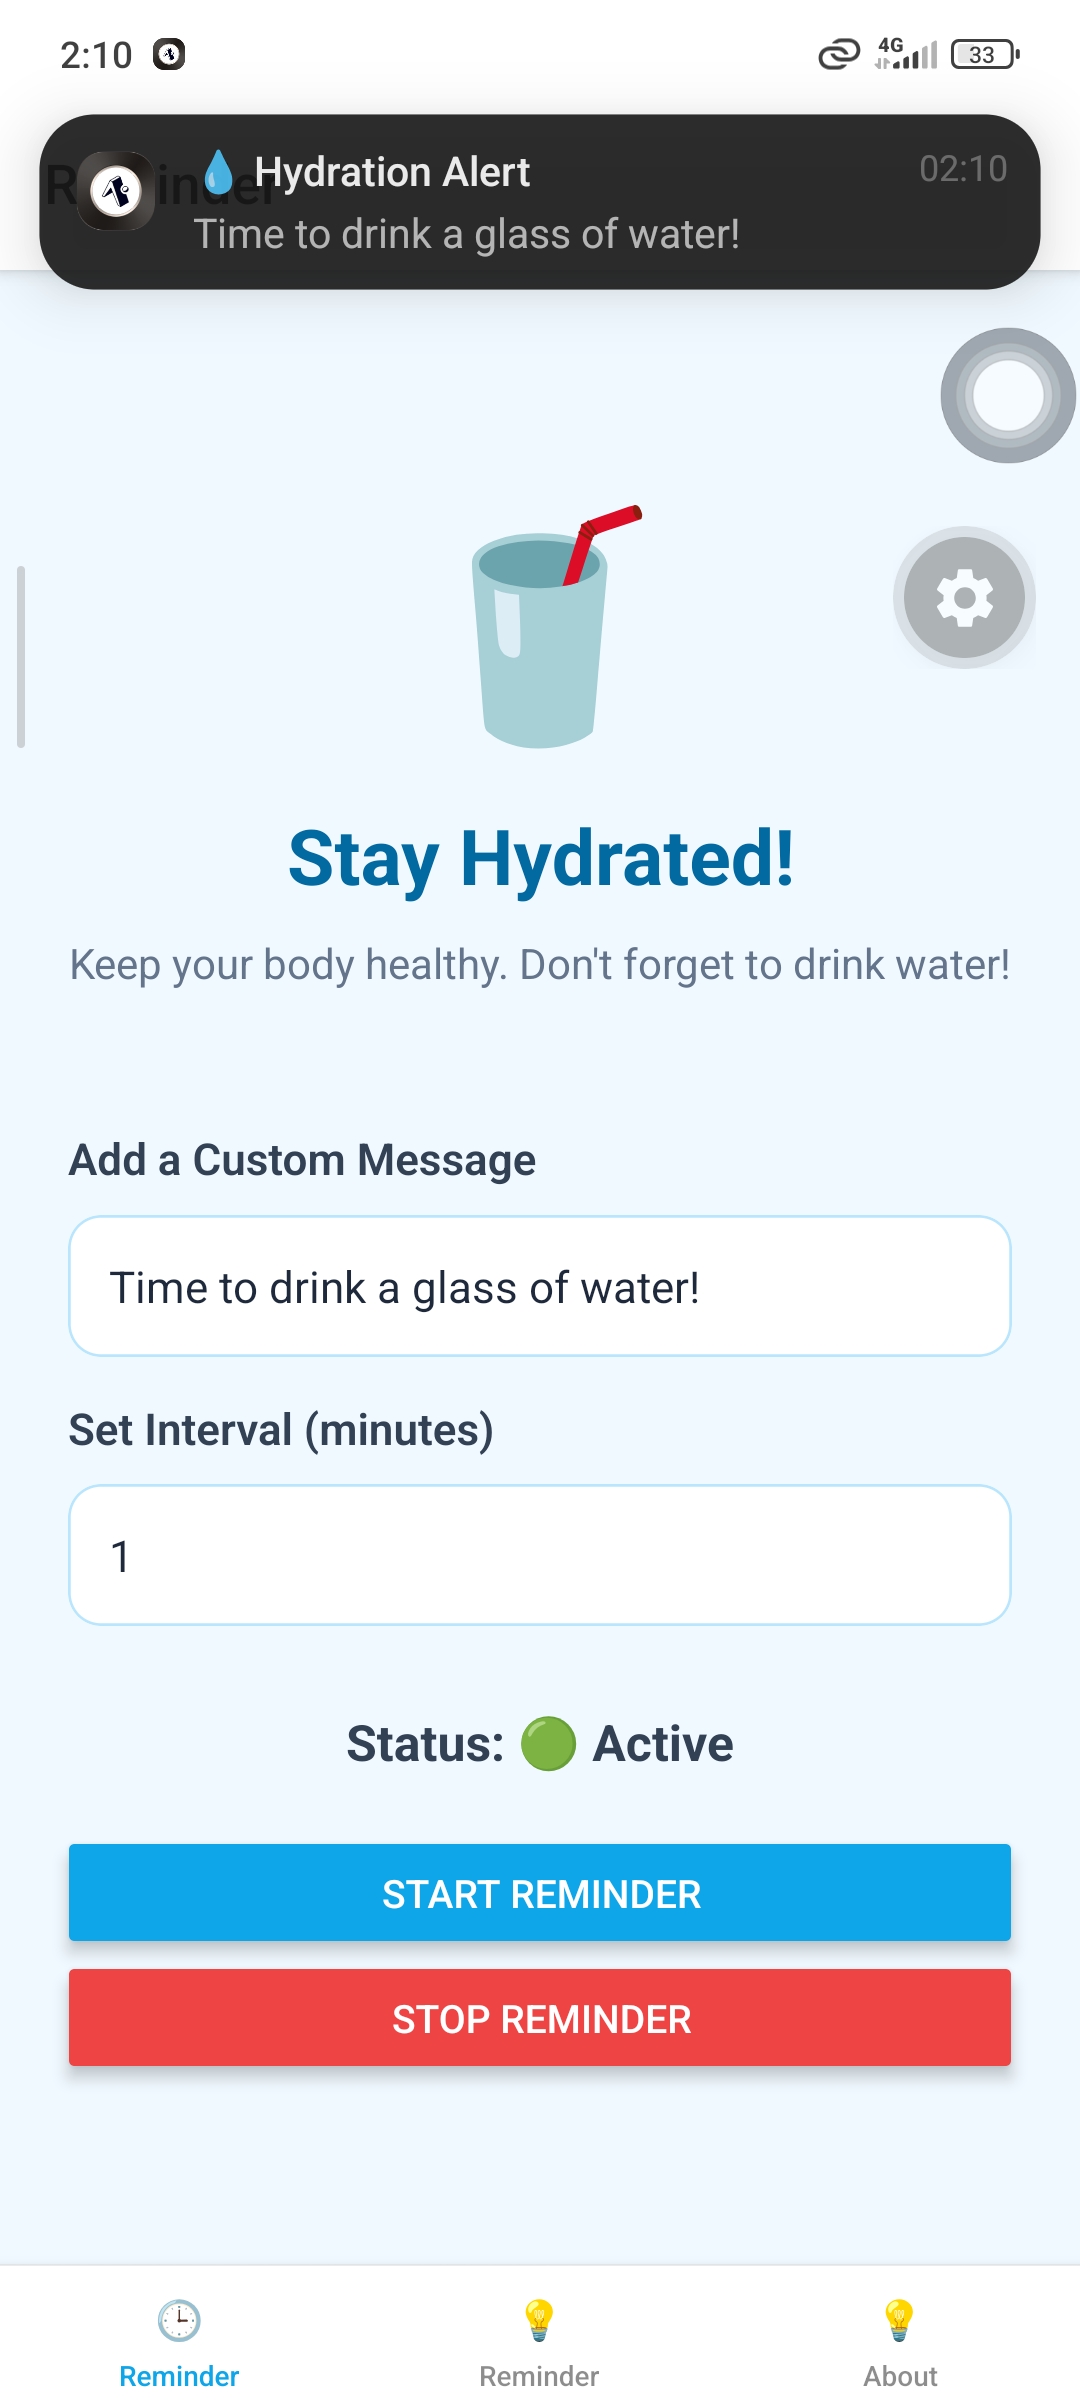 2:10
4G
33
💧 Hydration Alert
02:10
Time to drink a glass of water!
Stay Hydrated!
Keep your body healthy. Don't forget to drink water!
Add a Custom Message
Time to drink a glass of water!
Set Interval (minutes)
1
Status: 🟢 Active
START REMINDER
STOP REMINDER
Reminder
Reminder
About